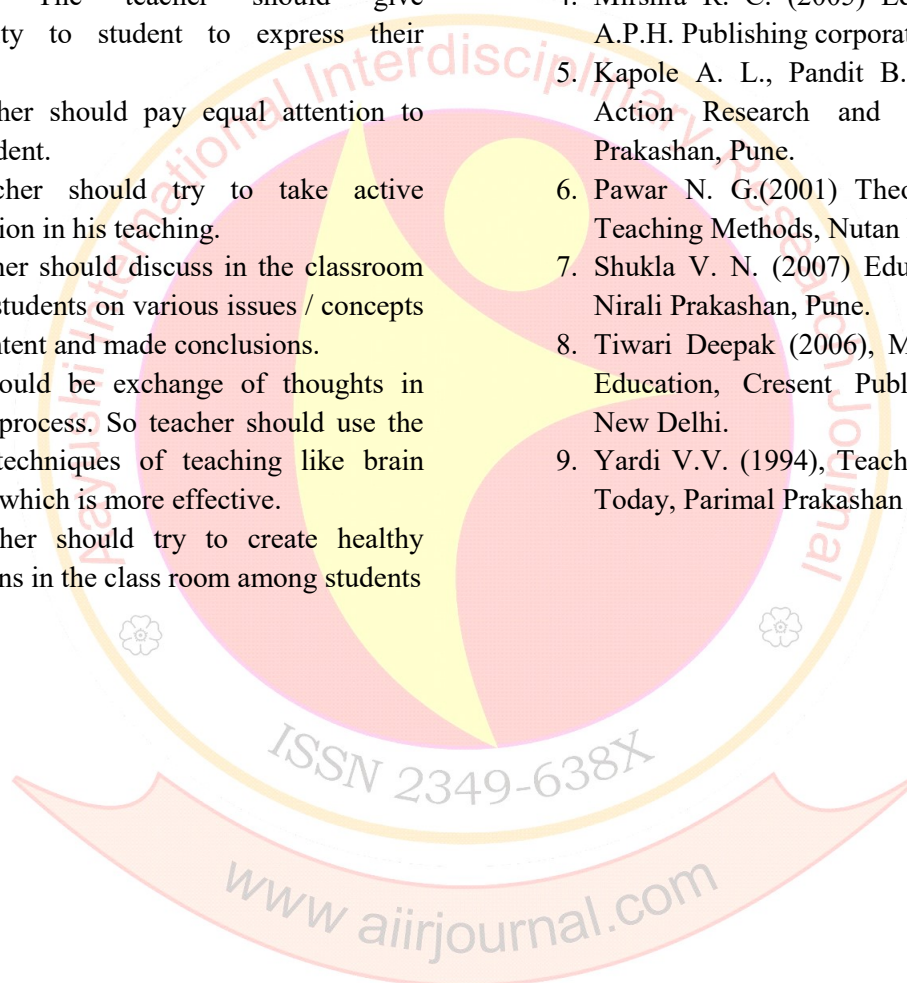 The teacher should give
ty to student to express their
her should pay equal attention to
dent.
cher should try to take active
ion in his teaching.
her should discuss in the classroom
students on various issues / concepts
ntent and made conclusions.
ould be exchange of thoughts in
process. So teacher should use the
techniques of teaching like brain
which is more effective.
her should try to create healthy
ns in the class room among students
A.P.H. Publishing corporat
5. Kapole A. L., Pandit B.
Action Research and
Prakashan, Pune.
6. Pawar N. G.(2001) Theo
Teaching Methods, Nutan
7. Shukla V. N. (2007) Edu
Nirali Prakashan, Pune.
8. Tiwari Deepak (2006), M
Education, Cresent Publ
New Delhi.
9. Yardi V.V. (1994), Teach
Today, Parimal Prakashan
Aayushi International Interdisciplinary Research Journal
ISSN 2349-638X
www aiirjournal.com